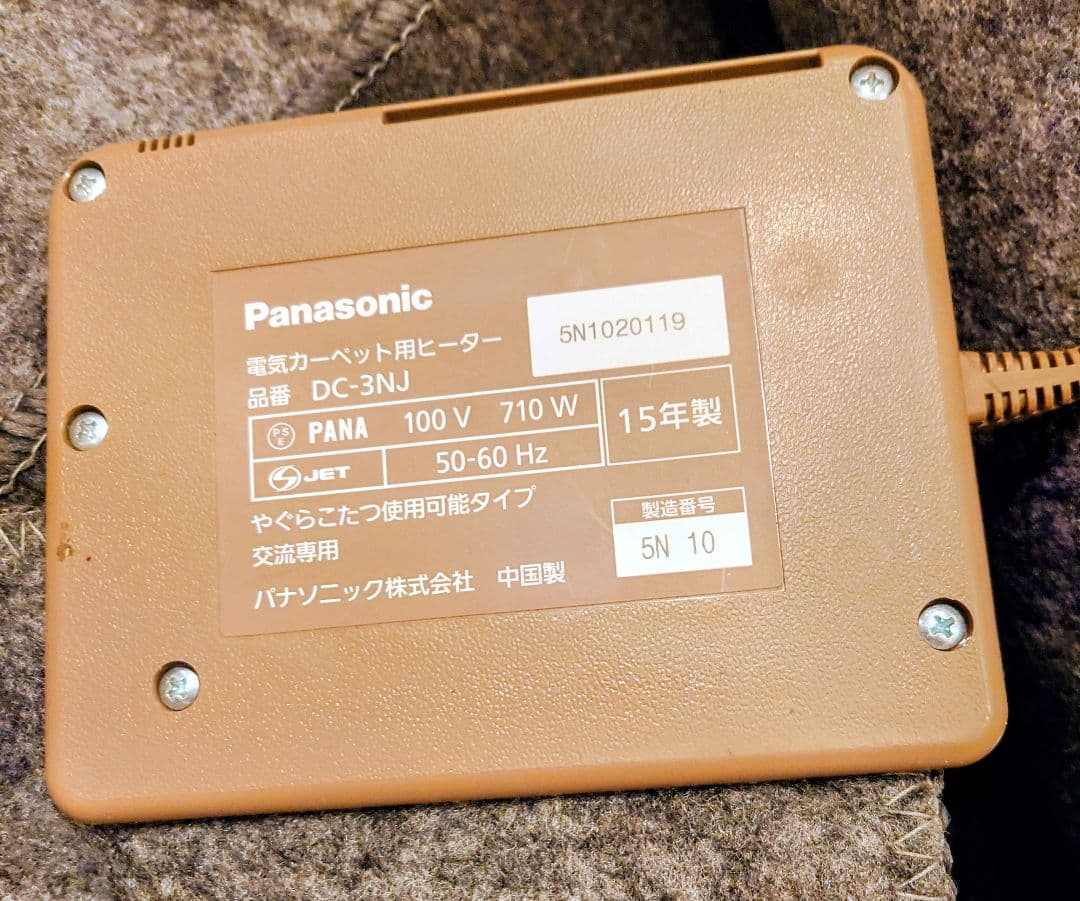 Panasonic
5N1020119
電気カーペット用ヒーター
品番 DC-3NJ
PSE PANA 100 V 710 W
15年製
JET 50-60 Hz
やぐらこたつ使用可能タイプ
製造番号
5N 10
交流専用
パナソニック株式会社 中国製